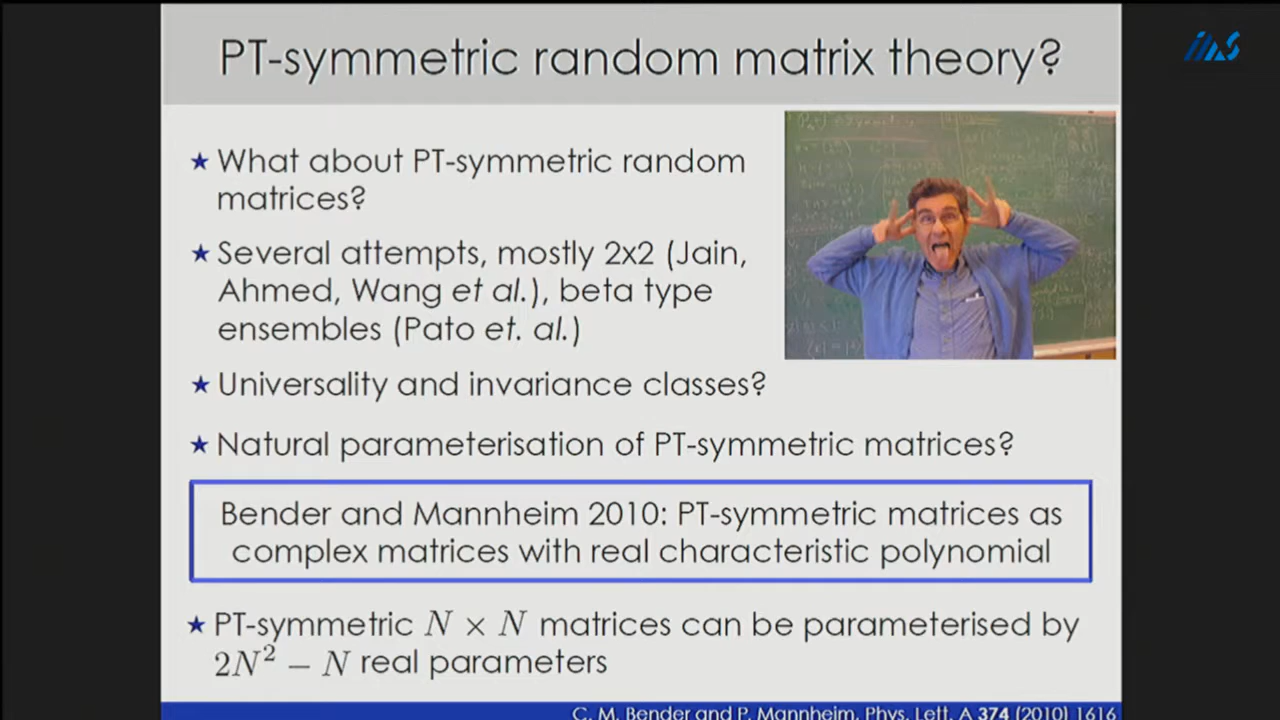 PT-symmetric random matrix theory?
★ What about PT-symmetric random
matrices?
★ Several attempts, mostly 2x2 (Jain,
Ahmed, Wang et al.), beta type
ensembles (Pato et. al.)
★ Universality and invariance classes?
★ Natural parameterisation of PT-symmetric matrices?
Bender and Mannheim 2010: PT-symmetric matrices as
complex matrices with real characteristic polynomial
★ PT-symmetric N × N matrices can be parameterised by
2N² − N real parameters
C. M. Bender and P. Mannheim, Phys. Lett. A 374 (2010) 1616